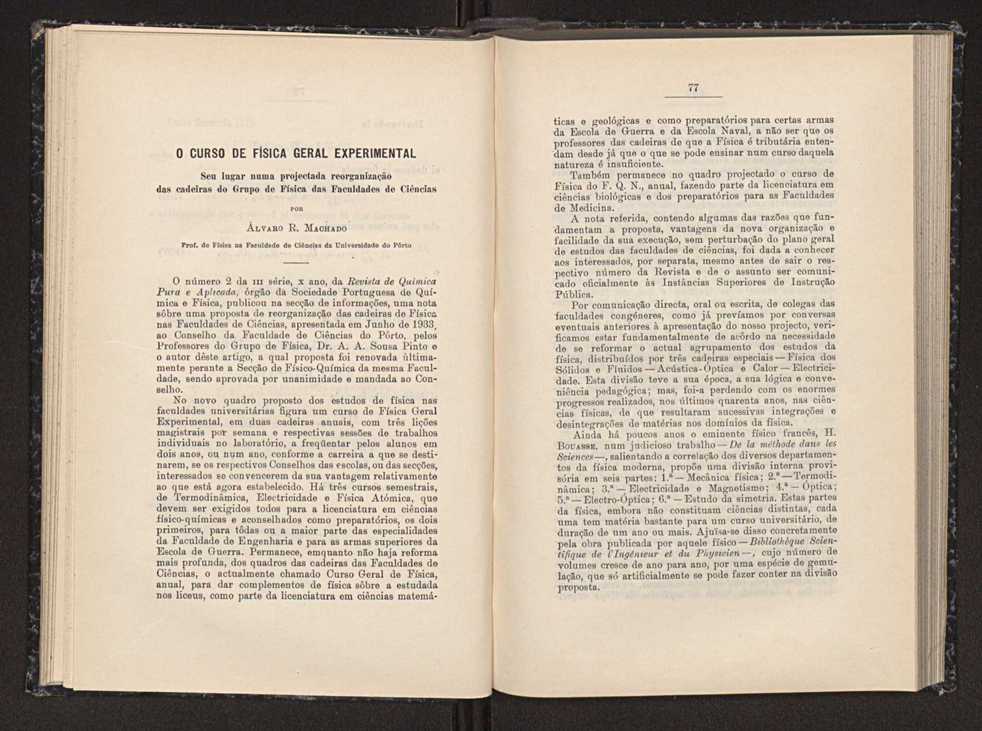 O CURSO DE FÍSICA GERAL EXPERIMENTAL
Seu lugar numa projectada reorganização
das cadeiras do Grupo de Física das Faculdades de Ciências
POR
ÁLVARO R. MACHADO
Prof. de Física na Faculdade de Ciências da Universidade do Pôrto
O número 2 da III série, x ano, da Revista de Química
Pura e Aplicada, órgão da Sociedade Portuguesa de Quí-
mica e Física, publicou na secção de informações, uma nota
sôbre uma proposta de reorganização das cadeiras de Física
nas Faculdades de Ciências, apresentada em Junho de 1933,
ao Conselho da Faculdade de Ciências do Pôrto, pelos
Professores do Grupo de Física, Dr. A. A. Sousa Pinto e
o autor dêste artigo, a qual proposta foi renovada última-
mente perante a Secção de Físico-Química da mesma Facul-
dade, sendo aprovada por unanimidade e mandada ao Con-
selho.
No novo quadro proposto dos estudos de física nas
faculdades universitárias figura um curso de Física Geral
Experimental, em duas cadeiras anuais, com três lições
magistrais por semana e respectivas sessões de trabalhos
individuais no laboratório, a freqüentar pelos alunos em
dois anos, ou num ano, conforme a carreira a que se desti-
narem, se os respectivos Conselhos das escolas, ou das secções,
interessados se convencerem da sua vantagem relativamente
ao que está agora estabelecido. Há três cursos semestrais,
de Termodinâmica, Electricidade e Física Atómica, que
devem ser exigidos todos para a licenciatura em ciências
físico-químicas e aconselhados como preparatórios, os dois
primeiros, para tôdas ou a maior parte das especialidades
da Faculdade de Engenharia e para as armas superiores da
Escola de Guerra. Permanece, emquanto não haja reforma
mais profunda, dos quadros das cadeiras das Faculdades de
Ciências, o actualmente chamado Curso Geral de Física,
anual, para dar complementos de física sôbre a estudada
nos liceus, como parte da licenciatura em ciências matemá-
77
ticas e geológicas e como preparatórios para certas armas
da Escola de Guerra e da Escola Naval, a não ser que os
professores das cadeiras de que a Física é tributária enten-
dam desde já que o que se pode ensinar num curso daquela
natureza é insuficiente.
Também permanece no quadro projectado o curso de
Física do F. Q. N., anual, fazendo parte da licenciatura em
ciências biológicas e dos preparatórios para as Faculdades
de Medicina.
A nota referida, contendo algumas das razões que fun-
damentam a proposta, vantagens da nova organização e
facilidade da sua execução, sem perturbação do plano geral
de estudos das faculdades de ciências, foi dada a conhecer
aos interessados, por separata, mesmo antes de sair o res-
pectivo número da Revista e de o assunto ser comuni-
cado oficialmente às Instâncias Superiores de Instrução
Pública.
Por comunicação directa, oral ou escrita, de colegas das
faculdades congéneres, como já prevíamos por conversas
eventuais anteriores à apresentação do nosso projecto, veri-
ficamos estar fundamentalmente de acôrdo na necessidade
de se reformar o actual agrupamento dos estudos da
física, distribuídos por três cadeiras especiais — Física dos
Sólidos e Fluidos — Acústica-Óptica e Calor — Electrici-
dade. Esta divisão teve a sua época, a sua lógica e conve-
niência pedagógica; mas, foi-a perdendo com os enormes
progressos realizados, nos últimos quarenta anos, nas ciên-
cias físicas, de que resultaram sucessivas integrações e
desintegrações de matérias nos domínios da física.
Ainda há poucos anos o eminente físico francês, H.
BOUASSE, num judicioso trabalho — De la méthode dans les
Sciences —, salientando a correlação dos diversos departamen-
tos da física moderna, propõe uma divisão interna provi-
sória em seis partes: 1.ª — Mecânica física; 2.ª — Termodi-
nâmica; 3.ª — Electricidade e Magnetismo; 4.ª — Óptica;
5.ª — Electro-Óptica; 6.ª — Estudo da simetria. Estas partes
da física, embora não constituam ciências distintas, cada
uma tem matéria bastante para um curso universitário, de
duração de um ano ou mais. Ajuïsa-se disso concretamente
pela obra publicada por aquele físico — Bibliothèque Scien-
tifique de l'Ingénieur et du Physicien —, cujo número de
volumes cresce de ano para ano, por uma espécie de gemu-
lação, que só artificialmente se pode fazer conter na divisão
proposta.